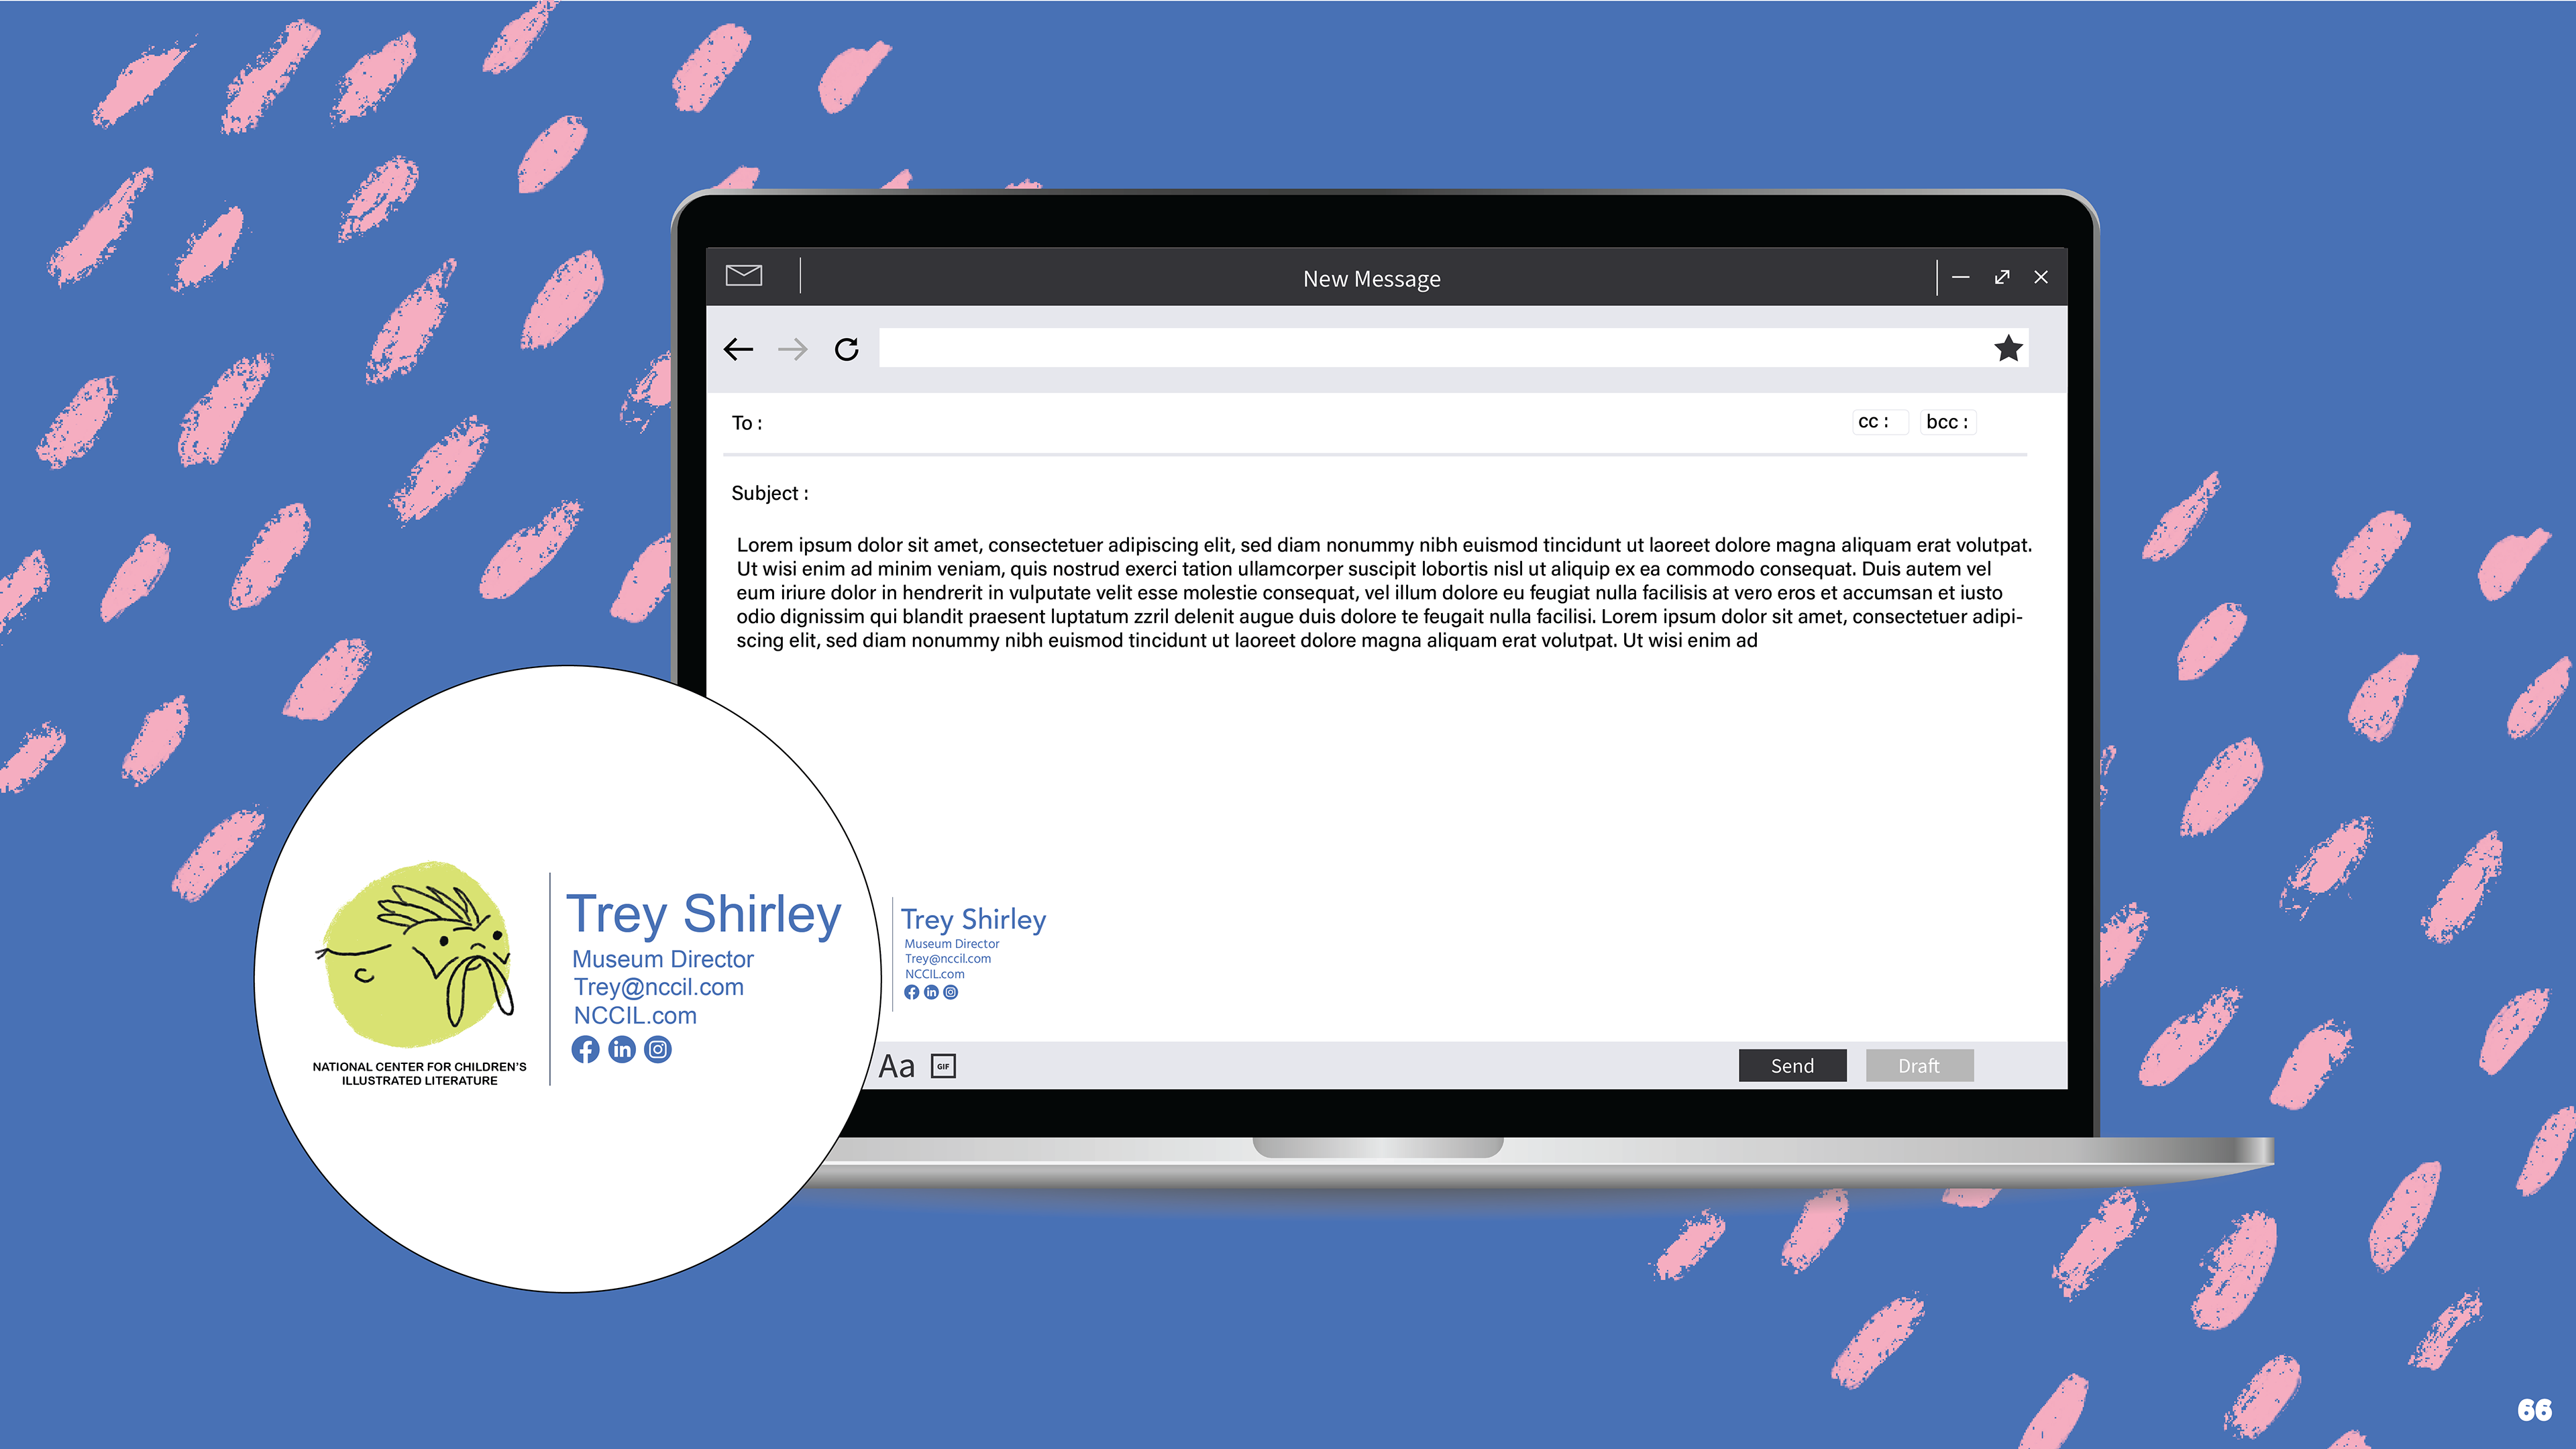 New Message
To :
cc :
bcc :
Subject :
Lorem ipsum dolor sit amet, consectetuer adipiscing elit, sed diam nonummy nibh euismod tincidunt ut laoreet dolore magna aliquam erat volutpat.
Ut wisi enim ad minim veniam, quis nostrud exerci tation ullamcorper suscipit lobortis nisl ut aliquip ex ea commodo consequat. Duis autem vel
eum iriure dolor in hendrerit in vulputate velit esse molestie consequat, vel illum dolore eu feugiat nulla facilisis at vero eros et accumsan et iusto
odio dignissim qui blandit praesent luptatum zzril delenit augue duis dolore te feugait nulla facilisi. Lorem ipsum dolor sit amet, consectetuer adipi-
scing elit, sed diam nonummy nibh euismod tincidunt ut laoreet dolore magna aliquam erat volutpat. Ut wisi enim ad
NATIONAL CENTER FOR CHILDREN'S
ILLUSTRATED LITERATURE
Trey Shirley
Museum Director
Trey@nccil.com
NCCIL.com
in
Trey Shirley
Museum Director
Trey@nccil.com
NCCIL.com
in
Aa
GIF
Send
Draft
66